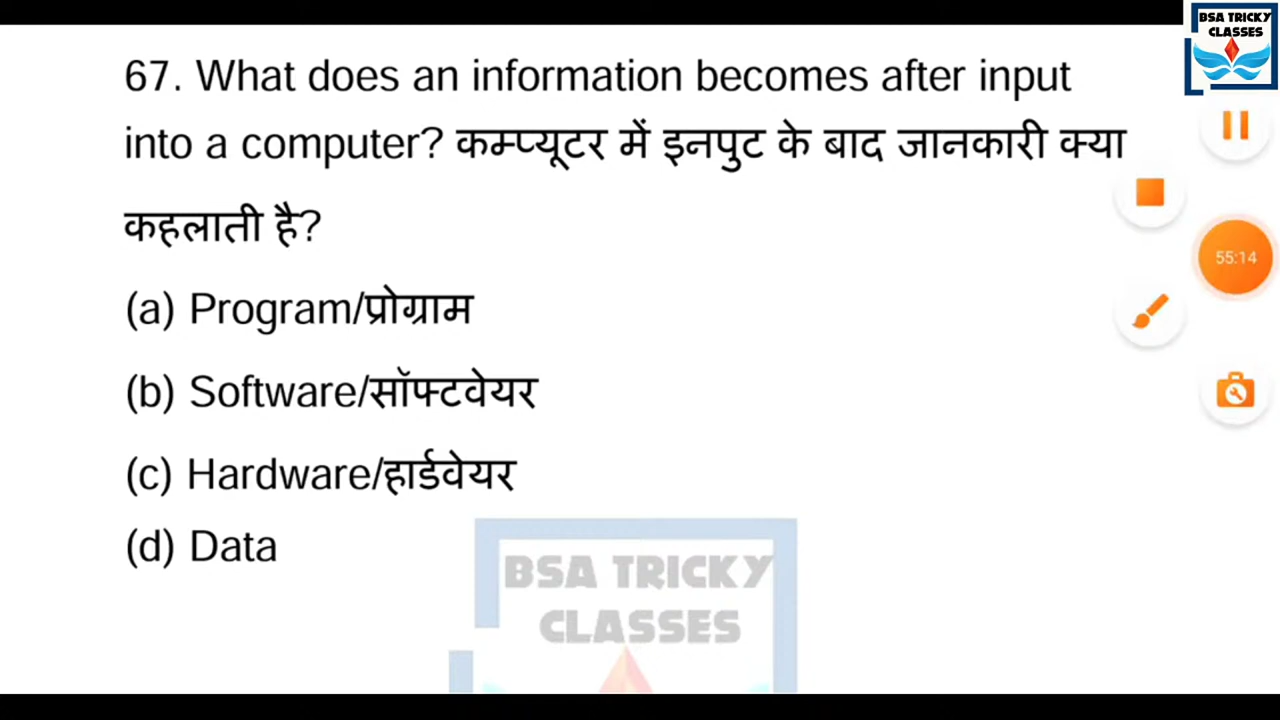 BSA TRICKY
CLASSES
67. What does an information becomes after input
into a computer? कम्प्यूटर में इनपुट के बाद जानकारी क्या
कहलाती है?
55:14
(a) Program/प्रोग्राम
(b) Software/सॉफ्टवेयर
(c) Hardware/हार्डवेयर
(d) Data
BSA TRICKY
CLASSES